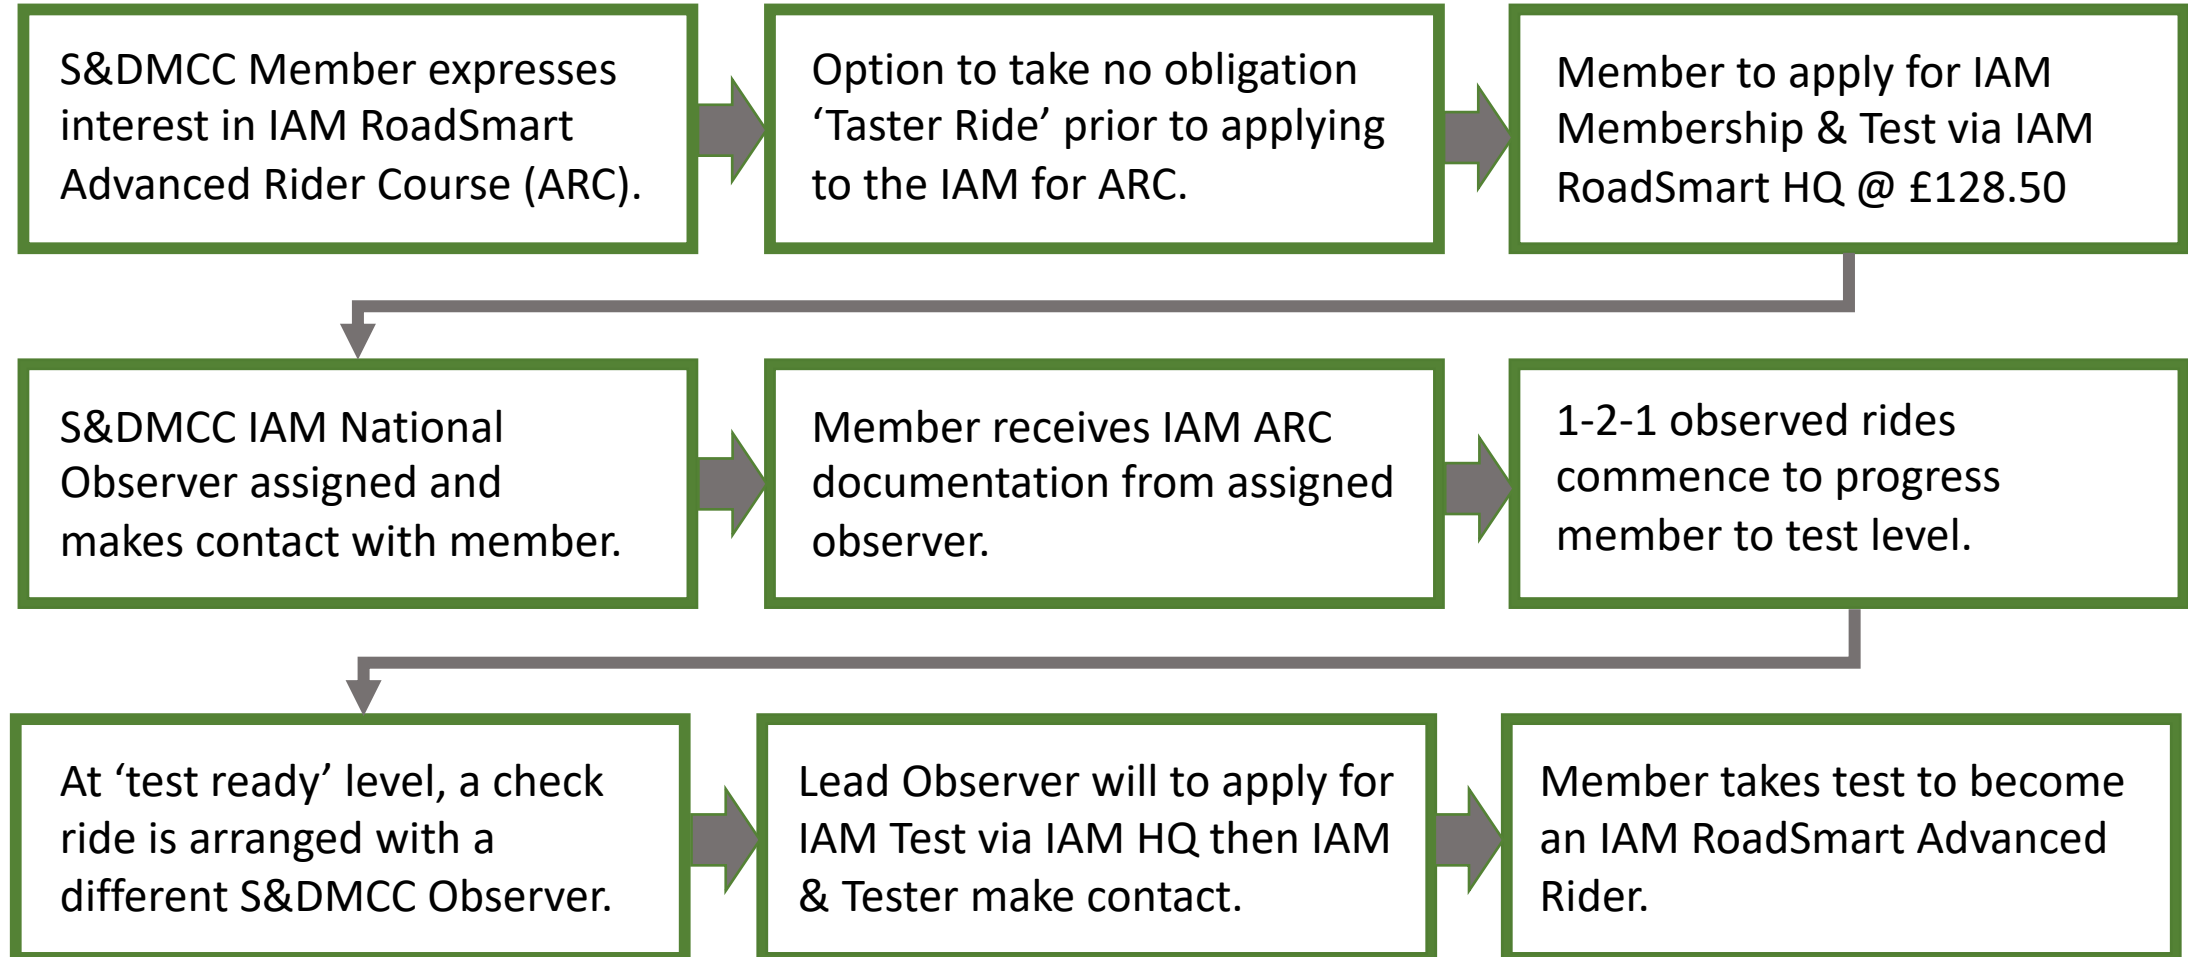 S&DMCC Member expresses
interest in IAM RoadSmart
Advanced Rider Course (ARC).
Option to take no obligation
‘Taster Ride’ prior to applying
to the IAM for ARC.
Member to apply for IAM
Membership & Test via IAM
RoadSmart HQ @ £128.50
S&DMCC IAM National
Observer assigned and
makes contact with member.
Member receives IAM ARC
documentation from assigned
observer.
1-2-1 observed rides
commence to progress
member to test level.
At ‘test ready’ level, a check
ride is arranged with a
different S&DMCC Observer.
Lead Observer will to apply for
IAM Test via IAM HQ then IAM
& Tester make contact.
Member takes test to become
an IAM RoadSmart Advanced
Rider.